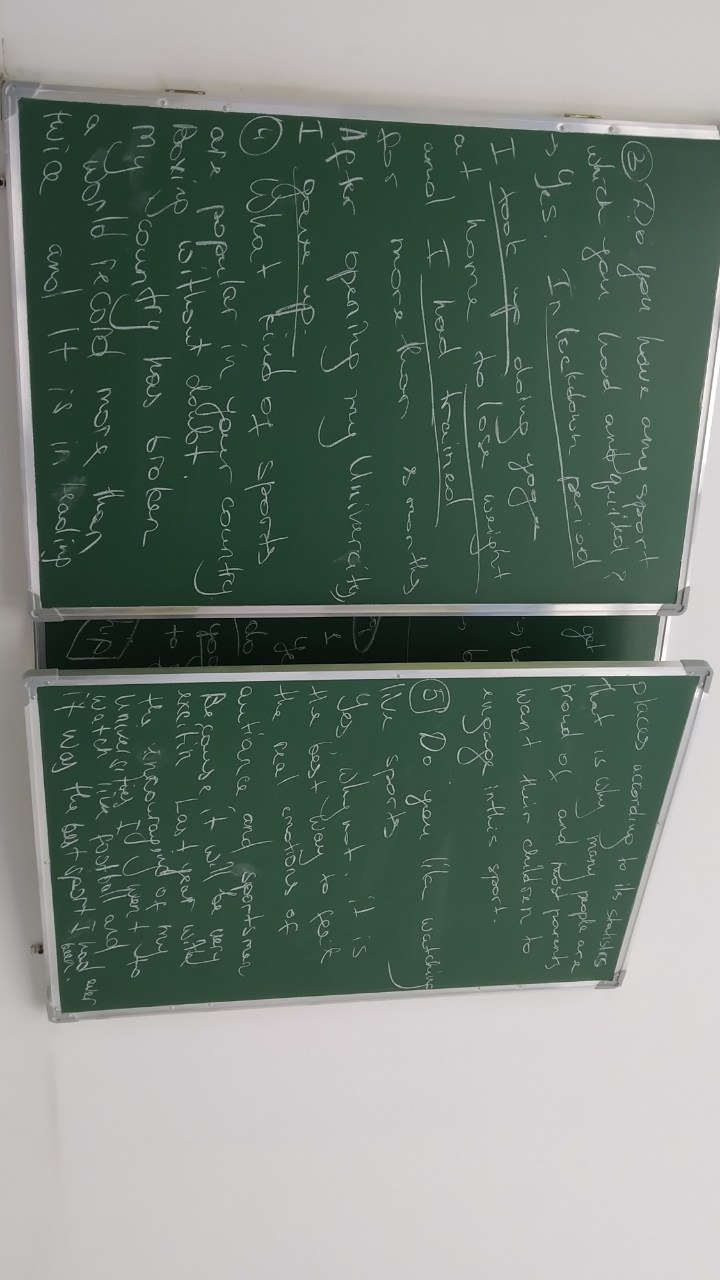 ③ Do you have any sport
which you had and quited?
→ Yes. In lockdown period
I took up doing yoga
at home to lose weight
and I had trained
for more than 8 months
After opening my Univercity,
I gave up.
④ What kind of sports
are popular in your country
Boxing without doubt.
My country has broken
a world record more than
twice and It is in leading
get
do
to
places according to its statistics
That is why many people are
proud of and most parents
want their children to
engage in this sport.
⑤ Do you like watching
live sports
Yes, why not. it is
the best way to feel
the real emotions of
autiance and sportsmen
Because it will be very
excitin Last year with
the encouraging of my
Universities I went to
watch live football and
it was the best sport I had ever
been.